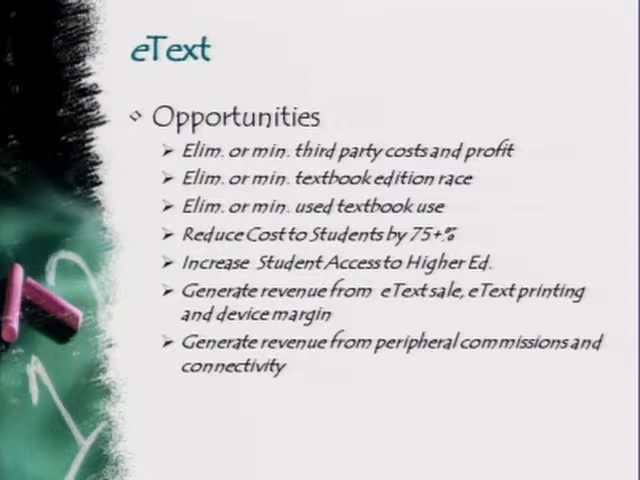 eText
Opportunities
Elim. or min. third party costs and profit
Elim. or min. textbook edition race
Elim. or min. used textbook use
Reduce Cost to Students by 75+%
Increase Student Access to Higher Ed.
Generate revenue from eText sale, eText printing
and device margin
Generate revenue from peripheral commissions and
connectivity